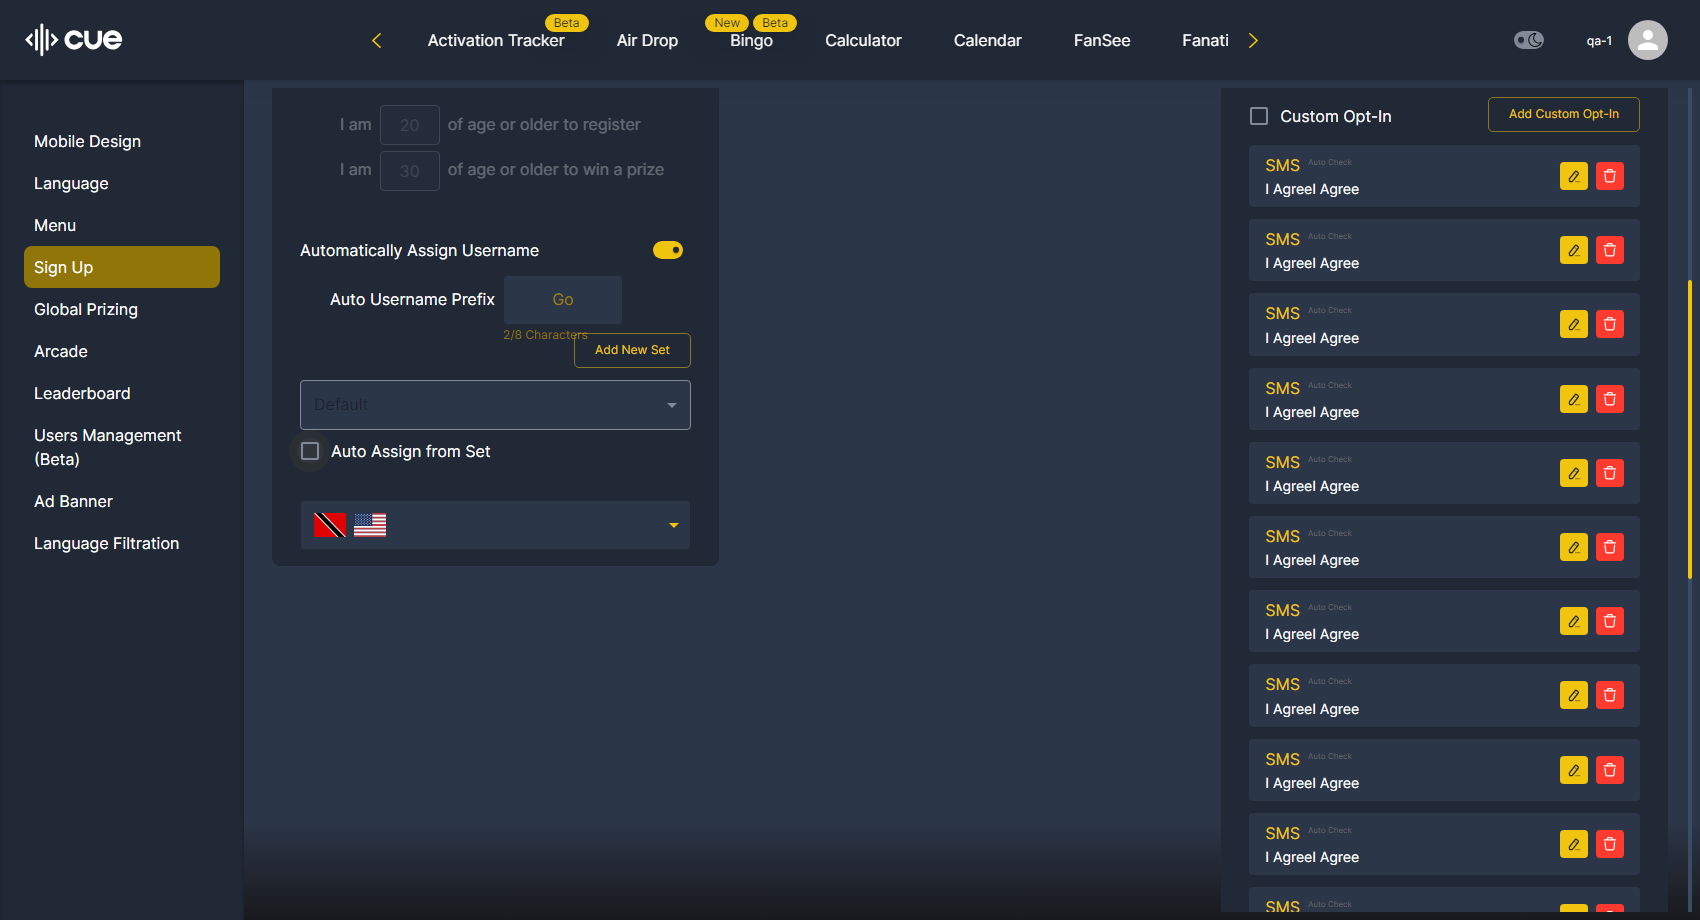 cue
Activation Tracker
Beta
Air Drop
Bingo
New
Beta
Calculator
Calendar
FanSee
Fanati
qa-1
Mobile Design
Language
Menu
Sign Up
Global Prizing
Arcade
Leaderboard
Users Management
(Beta)
Ad Banner
Language Filtration
I am 20 of age or older to register
I am 30 of age or older to win a prize
Automatically Assign Username
Auto Username Prefix Go
2/8 Characters
Add New Set
Default
Auto Assign from Set
Custom Opt-In
Add Custom Opt-In
SMS Auto Check
I AgreeI Agree
SMS Auto Check
I AgreeI Agree
SMS Auto Check
I AgreeI Agree
SMS Auto Check
I AgreeI Agree
SMS Auto Check
I AgreeI Agree
SMS Auto Check
I AgreeI Agree
SMS Auto Check
I AgreeI Agree
SMS Auto Check
I AgreeI Agree
SMS Auto Check
I AgreeI Agree
SMS Auto Check
I AgreeI Agree
SMS Auto Check